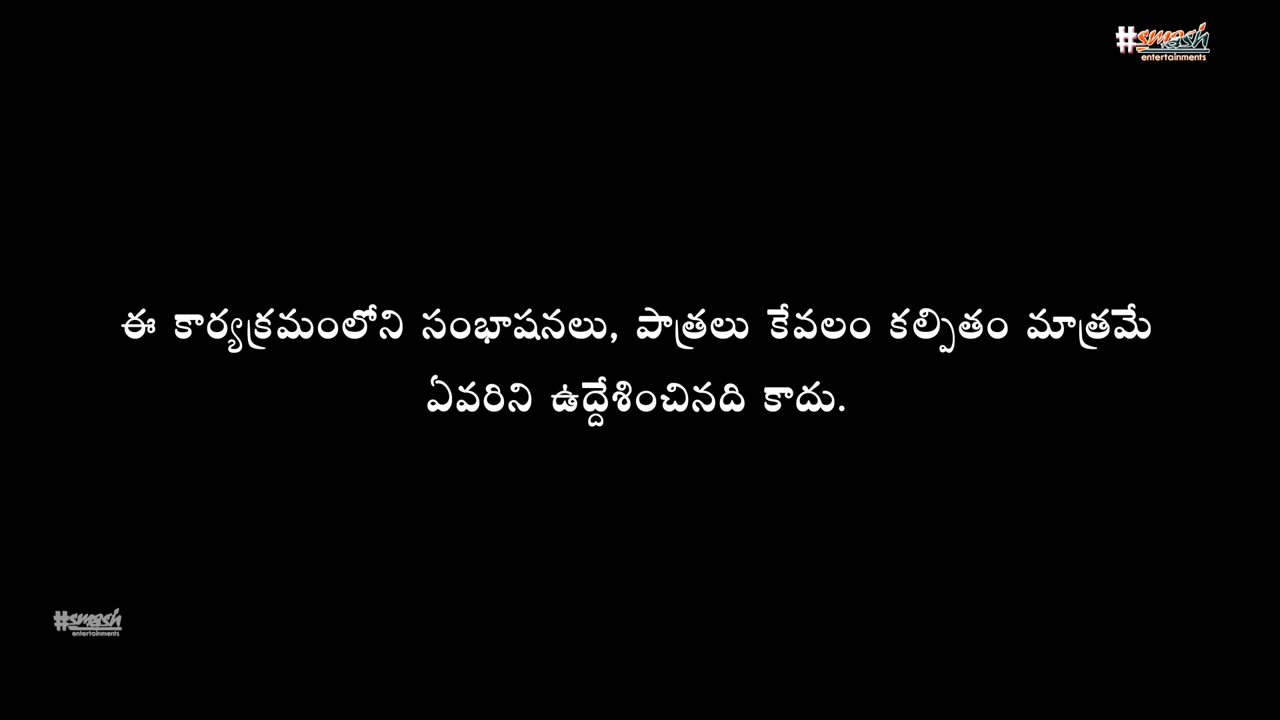 #smash
entertainments
ఈ కార్యక్రమంలోని సంభాషనలు, పాత్రలు కేవలం కల్పితం మాత్రమే
ఏవరిని ఉద్దేశించినది కాదు.
#smash
entertainments